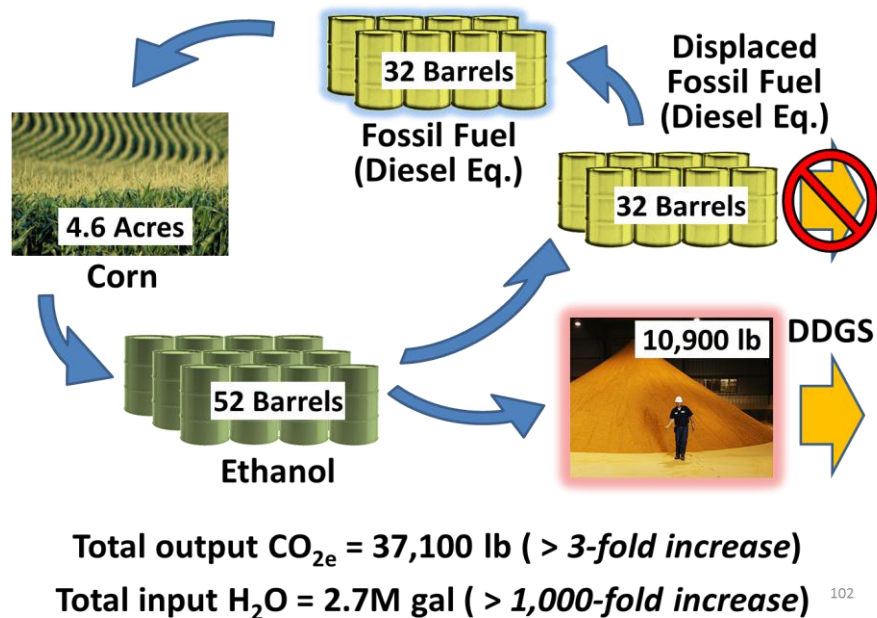 32 Barrels
Fossil Fuel
(Diesel Eq.)
Displaced
Fossil Fuel
(Diesel Eq.)
32 Barrels
4.6 Acres
Corn
52 Barrels
Ethanol
10,900 lb
DDGS
Total output CO₂ₑ = 37,100 lb ( > 3-fold increase)
Total input H₂O = 2.7M gal ( > 1,000-fold increase)
102